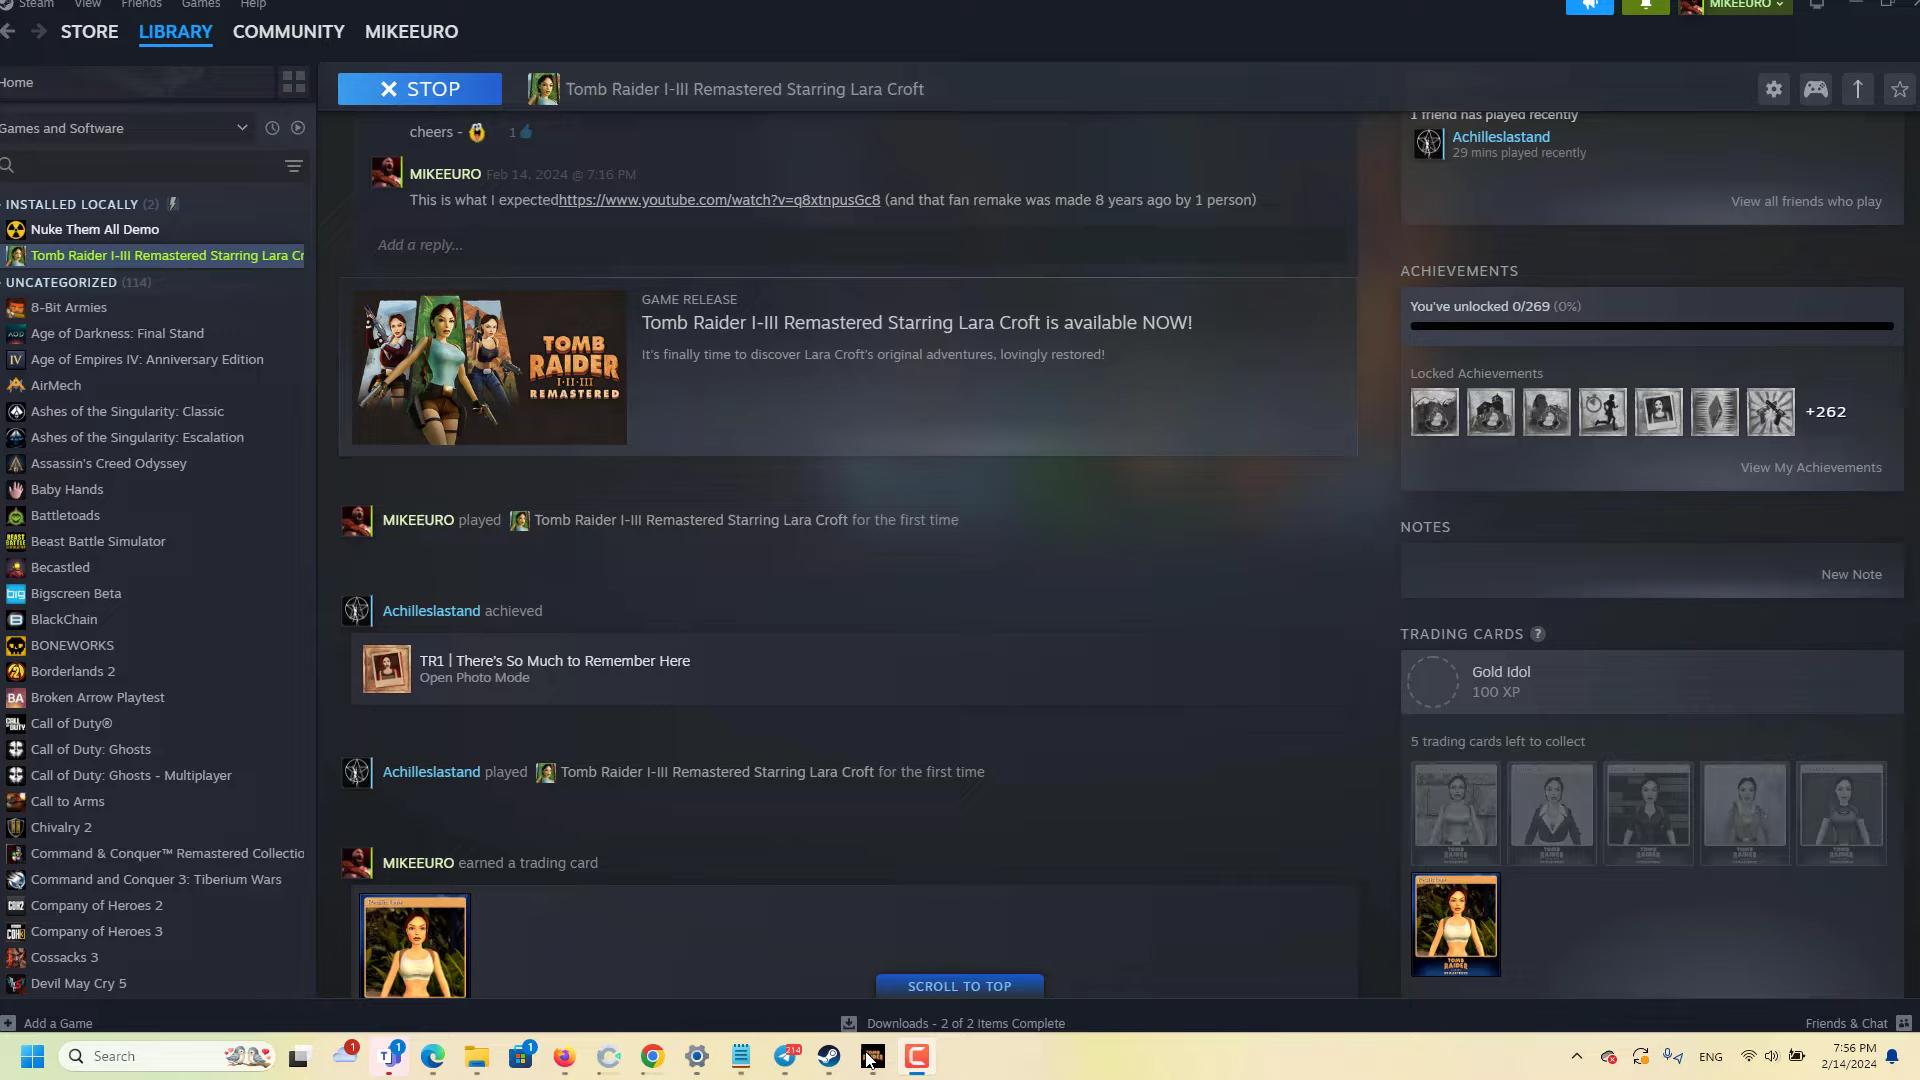 Steam View Friends Games Help
MIKEEURO
STORE LIBRARY COMMUNITY MIKEEURO
Home
STOP Tomb Raider I-III Remastered Starring Lara Croft
Games and Software
INSTALLED LOCALLY (2)
Nuke Them All Demo
Tomb Raider I-III Remastered Starring Lara Cr
UNCATEGORIZED (114)
8-Bit Armies
Age of Darkness: Final Stand
Age of Empires IV: Anniversary Edition
AirMech
Ashes of the Singularity: Classic
Ashes of the Singularity: Escalation
Assassin's Creed Odyssey
Baby Hands
Battletoads
Beast Battle Simulator
Becastled
Bigscreen Beta
BlackChain
BONEWORKS
Borderlands 2
Broken Arrow Playtest
Call of Duty®
Call of Duty: Ghosts
Call of Duty: Ghosts - Multiplayer
Call to Arms
Chivalry 2
Command & Conquer™ Remastered Collectio
Command and Conquer 3: Tiberium Wars
Company of Heroes 2
Company of Heroes 3
Cossacks 3
Devil May Cry 5
cheers - 1
MIKEEURO Feb 14, 2024 @ 7:16 PM
This is what I expectedhttps://www.youtube.com/watch?v=q8xtnpusGc8 (and that fan remake was made 8 years ago by 1 person)
Add a reply...
GAME RELEASE
Tomb Raider I-III Remastered Starring Lara Croft is available NOW!
It's finally time to discover Lara Croft's original adventures, lovingly restored!
TOMB
RAIDER
I·II·III
REMASTERED
MIKEEURO played Tomb Raider I-III Remastered Starring Lara Croft for the first time
Achilleslastand achieved
TR1 | There's So Much to Remember Here
Open Photo Mode
Achilleslastand played Tomb Raider I-III Remastered Starring Lara Croft for the first time
MIKEEURO earned a trading card
SCROLL TO TOP
1 friend has played recently
Achilleslastand
29 mins played recently
View all friends who play
ACHIEVEMENTS
You've unlocked 0/269 (0%)
Locked Achievements
+262
View My Achievements
NOTES
New Note
TRADING CARDS ?
Gold Idol
100 XP
5 trading cards left to collect
TOMB
RAIDER
Add a Game
Downloads - 2 of 2 Items Complete
Friends & Chat
Search
1
1
1
214
ENG
7:56 PM
2/14/2024